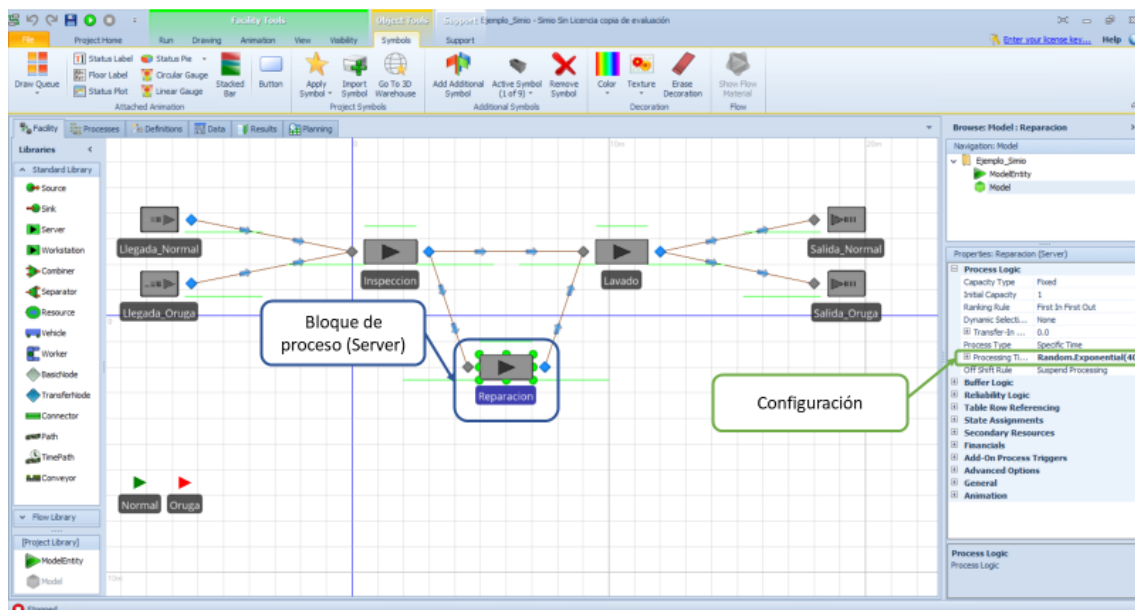 Facility Tools
Object Tools
Support
Ejemplo_Simio - Simio Sin Licencia copia de evaluación
File
Project Home
Run
Drawing
Animation
View
Visibility
Symbols
Support
Enter your license key...
Help
Draw Queue
Status Label
Floor Label
Status Plot
Status Pie
Circular Gauge
Linear Gauge
Stacked
Bar
Button
Apply
Symbol
Import
Symbol
Go To 3D
Warehouse
Add Additional
Symbol
Active Symbol
(1 of 9)
Remove
Symbol
Color
Texture
Erase
Decoration
Show Flow
Material
Attached Animation
Project Symbols
Additional Symbols
Decoration
Flow
Facility
Processes
Definitions
Data
Results
Planning
Libraries
Standard Library
Source
Sink
Server
Workstation
Combiner
Separator
Resource
Vehicle
Worker
BasicNode
TransferNode
Connector
Path
TimePath
Conveyor
Flow Library
[Project Library]
ModelEntity
Model
0
10m
20m
Llegada_Normal
Llegada_Oruga
Inspeccion
Lavado
Salida_Normal
Salida_Oruga
Bloque de
proceso (Server)
Reparacion
Configuración
Normal
Oruga
10m
Browse: Model : Reparacion
Navigation: Model
Ejemplo_Simio
ModelEntity
Model
Properties: Reparacion (Server)
Process Logic
Capacity Type Fixed
Initial Capacity 1
Ranking Rule First In First Out
Dynamic Selecti... None
Transfer-In ... 0.0
Process Type Specific Time
Processing Ti... Random.Exponential(40
Off Shift Rule Suspend Processing
Buffer Logic
Reliability Logic
Table Row Referencing
State Assignments
Secondary Resources
Financials
Add-On Process Triggers
Advanced Options
General
Animation
Process Logic
Process Logic
Stopped